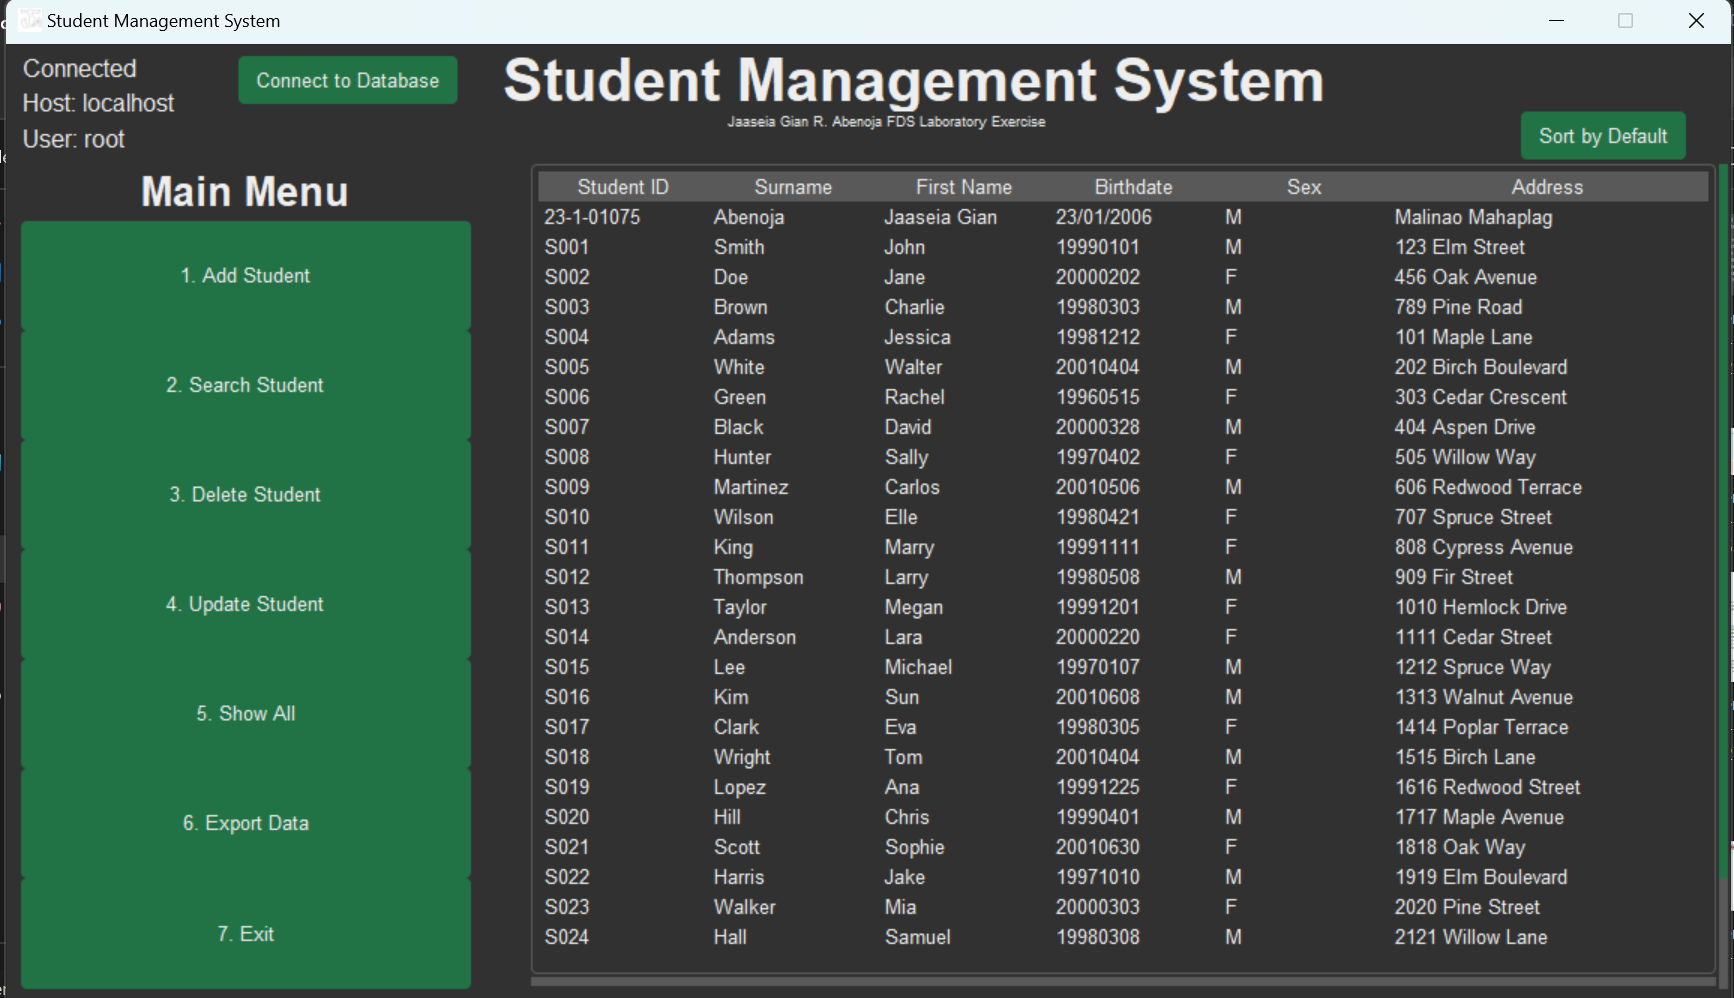 Student Management System
Connected
Host: localhost
User: root
Connect to Database
Student Management System
Jaaseia Gian R. Abenoja FDS Laboratory Exercise
Sort by Default
Main Menu
1. Add Student
2. Search Student
3. Delete Student
4. Update Student
5. Show All
6. Export Data
7. Exit
Student ID Surname First Name Birthdate Sex Address
23-1-01075 Abenoja Jaaseia Gian 23/01/2006 M Malinao Mahaplag
S001 Smith John 19990101 M 123 Elm Street
S002 Doe Jane 20000202 F 456 Oak Avenue
S003 Brown Charlie 19980303 M 789 Pine Road
S004 Adams Jessica 19981212 F 101 Maple Lane
S005 White Walter 20010404 M 202 Birch Boulevard
S006 Green Rachel 19960515 F 303 Cedar Crescent
S007 Black David 20000328 M 404 Aspen Drive
S008 Hunter Sally 19970402 F 505 Willow Way
S009 Martinez Carlos 20010506 M 606 Redwood Terrace
S010 Wilson Elle 19980421 F 707 Spruce Street
S011 King Marry 19991111 F 808 Cypress Avenue
S012 Thompson Larry 19980508 M 909 Fir Street
S013 Taylor Megan 19991201 F 1010 Hemlock Drive
S014 Anderson Lara 20000220 F 1111 Cedar Street
S015 Lee Michael 19970107 M 1212 Spruce Way
S016 Kim Sun 20010608 M 1313 Walnut Avenue
S017 Clark Eva 19980305 F 1414 Poplar Terrace
S018 Wright Tom 20010404 M 1515 Birch Lane
S019 Lopez Ana 19991225 F 1616 Redwood Street
S020 Hill Chris 19990401 M 1717 Maple Avenue
S021 Scott Sophie 20010630 F 1818 Oak Way
S022 Harris Jake 19971010 M 1919 Elm Boulevard
S023 Walker Mia 20000303 F 2020 Pine Street
S024 Hall Samuel 19980308 M 2121 Willow Lane